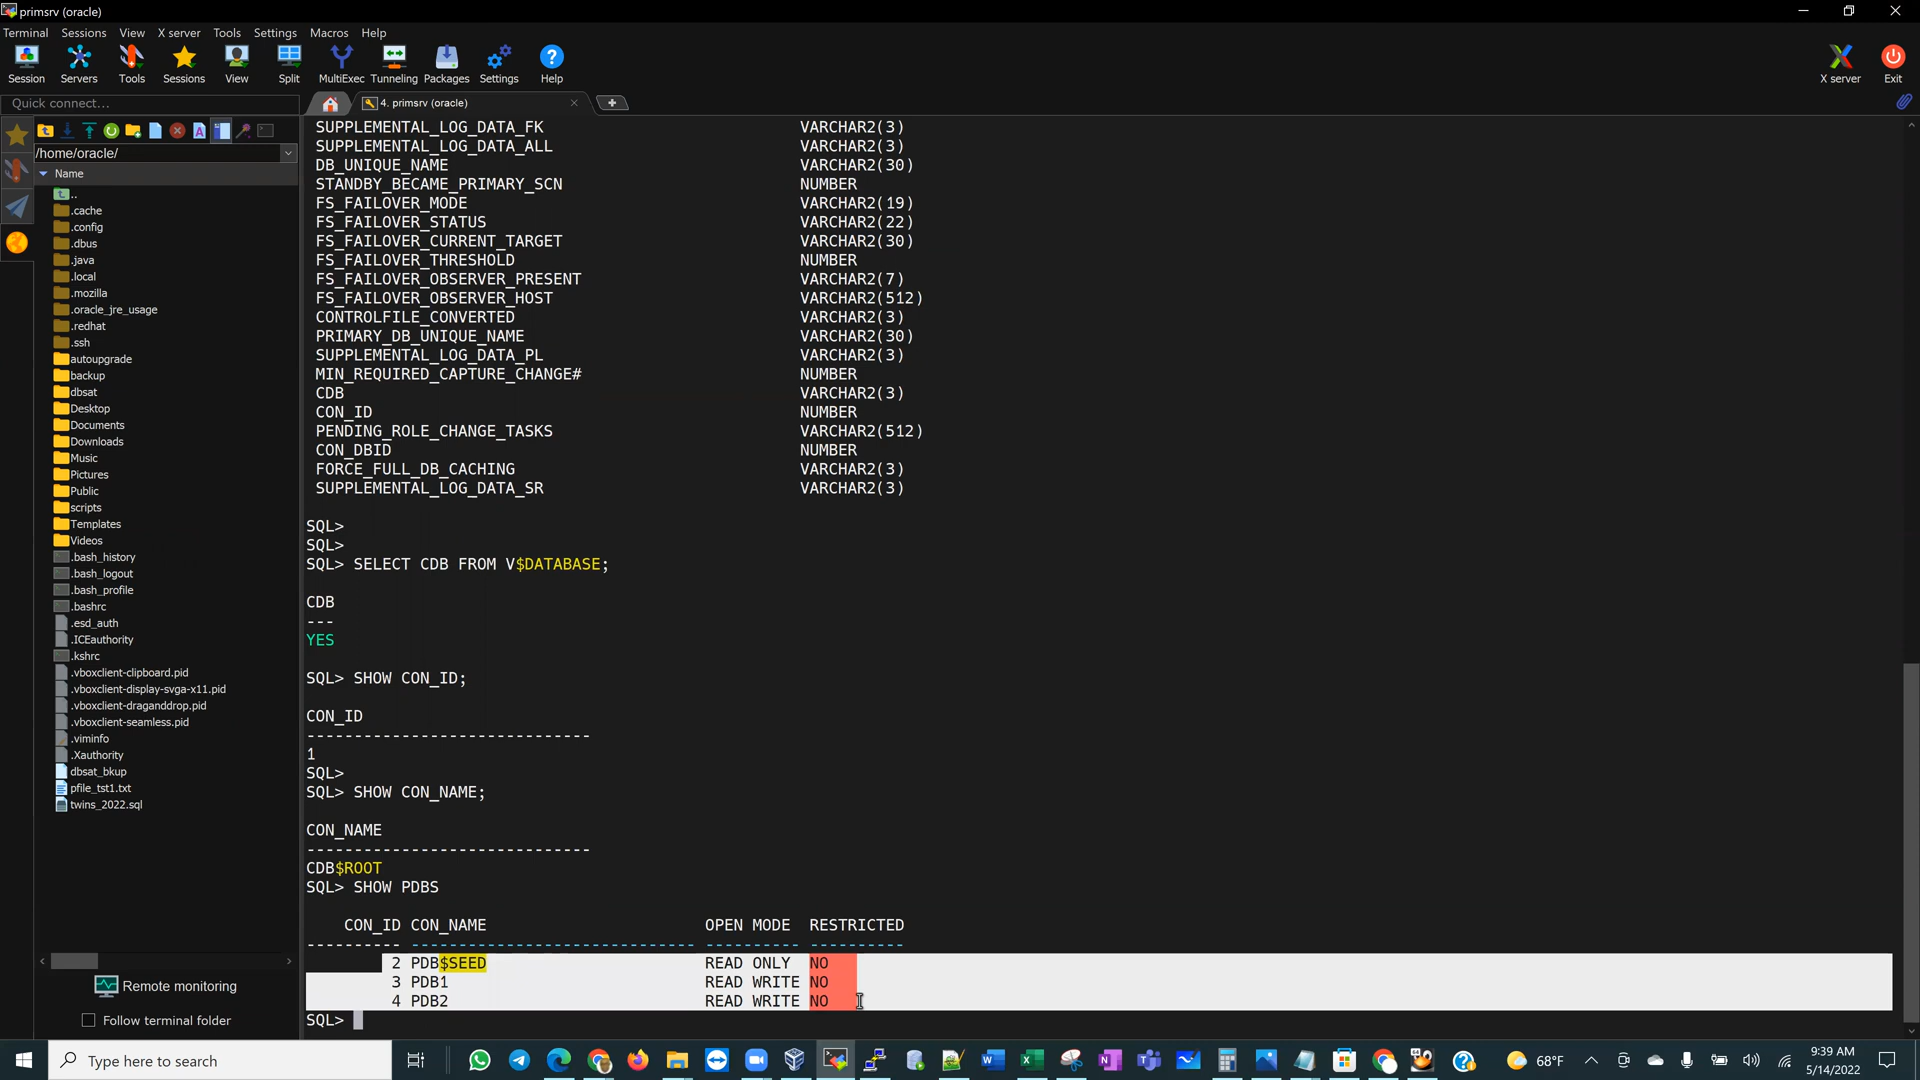 primsrv (oracle)
Terminal Sessions View X server Tools Settings Macros Help
Session Servers Tools Sessions View Split MultiExec Tunneling Packages Settings Help X server Exit
Quick connect...
4. primsrv (oracle)
/home/oracle/
Name
..
.cache
.config
.dbus
.java
.local
.mozilla
.oracle_jre_usage
.redhat
.ssh
autoupgrade
backup
dbsat
Desktop
Documents
Downloads
Music
Pictures
Public
scripts
Templates
Videos
.bash_history
.bash_logout
.bash_profile
.bashrc
.esd_auth
.ICEauthority
.kshrc
.vboxclient-clipboard.pid
.vboxclient-display-svga-x11.pid
.vboxclient-draganddrop.pid
.vboxclient-seamless.pid
.viminfo
.Xauthority
dbsat_bkup
pfile_tst1.txt
twins_2022.sql
Remote monitoring
Follow terminal folder
SUPPLEMENTAL_LOG_DATA_FK VARCHAR2(3)
SUPPLEMENTAL_LOG_DATA_ALL VARCHAR2(3)
DB_UNIQUE_NAME VARCHAR2(30)
STANDBY_BECAME_PRIMARY_SCN NUMBER
FS_FAILOVER_MODE VARCHAR2(19)
FS_FAILOVER_STATUS VARCHAR2(22)
FS_FAILOVER_CURRENT_TARGET VARCHAR2(30)
FS_FAILOVER_THRESHOLD NUMBER
FS_FAILOVER_OBSERVER_PRESENT VARCHAR2(7)
FS_FAILOVER_OBSERVER_HOST VARCHAR2(512)
CONTROLFILE_CONVERTED VARCHAR2(3)
PRIMARY_DB_UNIQUE_NAME VARCHAR2(30)
SUPPLEMENTAL_LOG_DATA_PL VARCHAR2(3)
MIN_REQUIRED_CAPTURE_CHANGE# NUMBER
CDB VARCHAR2(3)
CON_ID NUMBER
PENDING_ROLE_CHANGE_TASKS VARCHAR2(512)
CON_DBID NUMBER
FORCE_FULL_DB_CACHING VARCHAR2(3)
SUPPLEMENTAL_LOG_DATA_SR VARCHAR2(3)
SQL>
SQL>
SQL> SELECT CDB FROM V$DATABASE;
CDB
---
YES
SQL> SHOW CON_ID;
CON_ID
------------------------------
1
SQL>
SQL> SHOW CON_NAME;
CON_NAME
------------------------------
CDB$ROOT
SQL> SHOW PDBS
CON_ID CON_NAME OPEN MODE RESTRICTED
---------- ------------------------------ ---------- ----------
2 PDB$SEED READ ONLY NO
3 PDB1 READ WRITE NO
4 PDB2 READ WRITE NO
SQL>
Type here to search
68°F
9:39 AM
5/14/2022